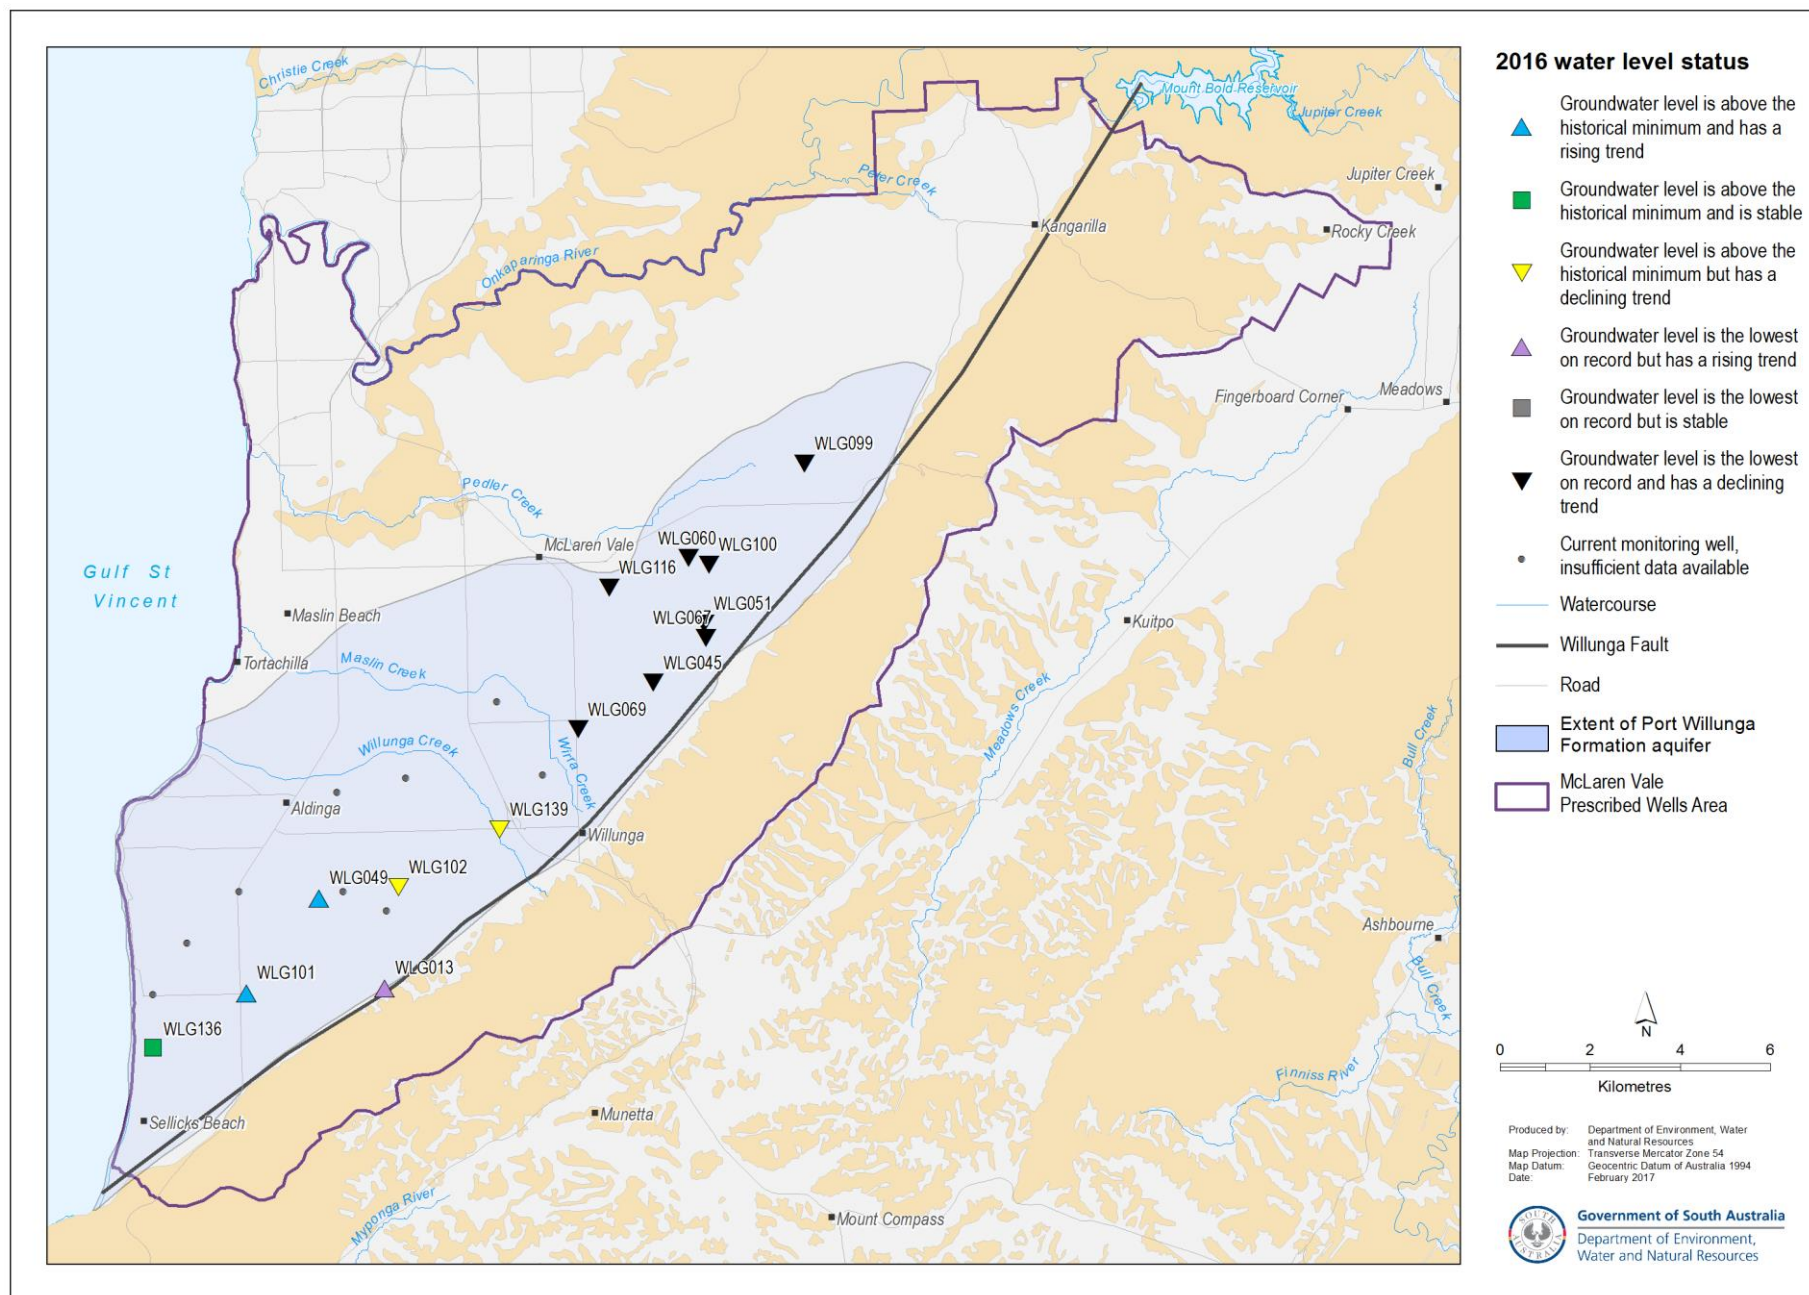 Christie Creek
Mount Bold Reservoir
Jupiter Creek
Jupiter Creek
Peter Creek
Kangarilla
Rocky Creek
Onkaparinga River
Fingerboard Corner
Meadows
WLG099
Pedler Creek
McLaren Vale
WLG060
WLG100
WLG116
Gulf St
Vincent
WLG051
WLG067
Maslin Beach
Kuitpo
Tortachilla
Maslin Creek
WLG045
WLG069
Meadows Creek
Bull Creek
Willunga Creek
Wirra Creek
Aldinga
WLG139
Willunga
WLG102
WLG049
Ashbourne
WLG101
WLG013
Bull Creek
WLG136
Finniss River
Sellicks Beach
Munetta
Myponga River
Mount Compass
2016 water level status
Groundwater level is above the
historical minimum and has a
rising trend
Groundwater level is above the
historical minimum and is stable
Groundwater level is above the
historical minimum but has a
declining trend
Groundwater level is the lowest
on record but has a rising trend
Groundwater level is the lowest
on record but is stable
Groundwater level is the lowest
on record and has a declining
trend
Current monitoring well,
insufficient data available
Watercourse
Willunga Fault
Road
Extent of Port Willunga
Formation aquifer
McLaren Vale
Prescribed Wells Area
N
0 2 4 6
Kilometres
Produced by: Department of Environment, Water
and Natural Resources
Map Projection: Transverse Mercator Zone 54
Map Datum: Geocentric Datum of Australia 1994
Date: February 2017
SOUTH
AUSTRALIA
Government of South Australia
Department of Environment,
Water and Natural Resources